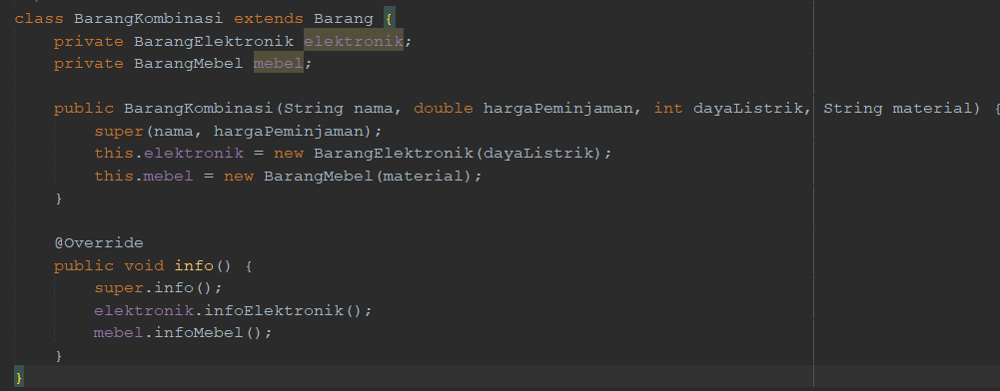 class BarangKombinasi extends Barang {
    private BarangElektronik elektronik;
    private BarangMebel mebel;

    public BarangKombinasi(String nama, double hargaPeminjaman, int dayaListrik, String material) {
        super(nama, hargaPeminjaman);
        this.elektronik = new BarangElektronik(dayaListrik);
        this.mebel = new BarangMebel(material);
    }

    @Override
    public void info() {
        super.info();
        elektronik.infoElektronik();
        mebel.infoMebel();
    }
}